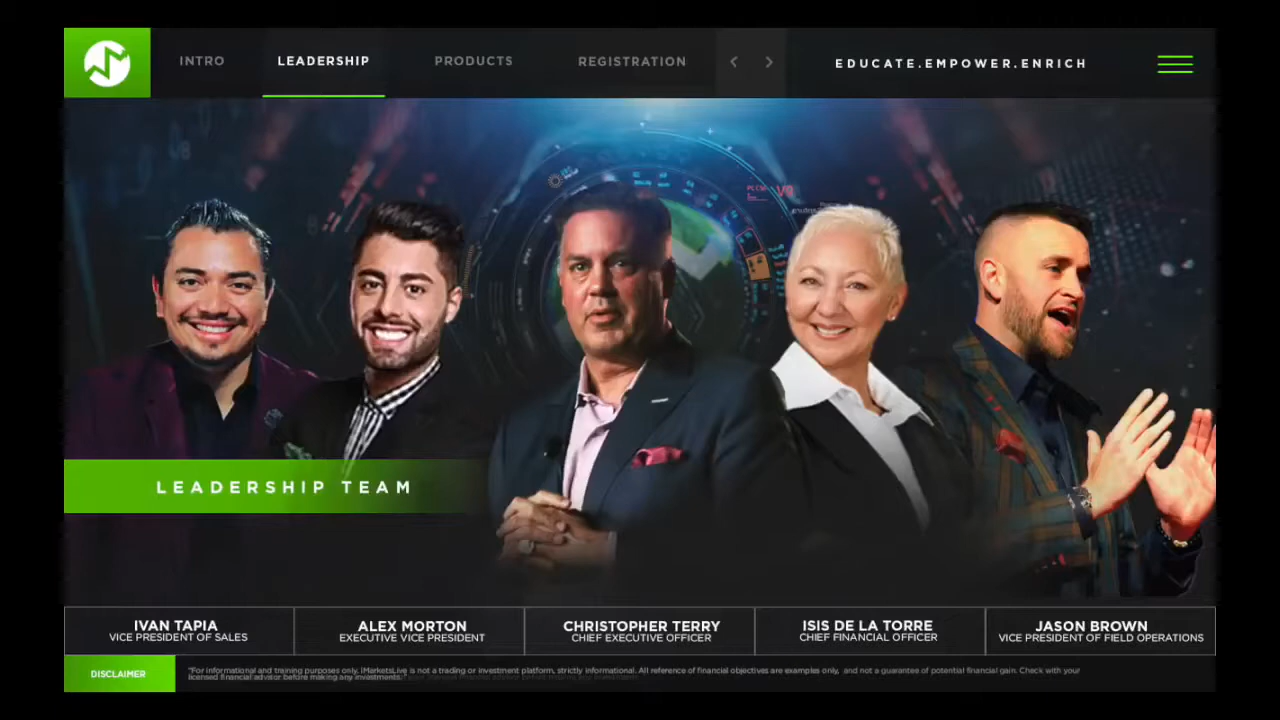 INTRO
LEADERSHIP
PRODUCTS
REGISTRATION
EDUCATE.EMPOWER.ENRICH
LEADERSHIP TEAM
IVAN TAPIA
VICE PRESIDENT OF SALES
ALEX MORTON
EXECUTIVE VICE PRESIDENT
CHRISTOPHER TERRY
CHIEF EXECUTIVE OFFICER
ISIS DE LA TORRE
CHIEF FINANCIAL OFFICER
JASON BROWN
VICE PRESIDENT OF FIELD OPERATIONS
DISCLAIMER
"For informational and training purposes only, iMarketsLive is not a trading or investment platform, strictly informational. All reference of financial objectives are examples only, and not a guarantee of potential financial gain. Check with your
licensed financial advisor before making any investments."